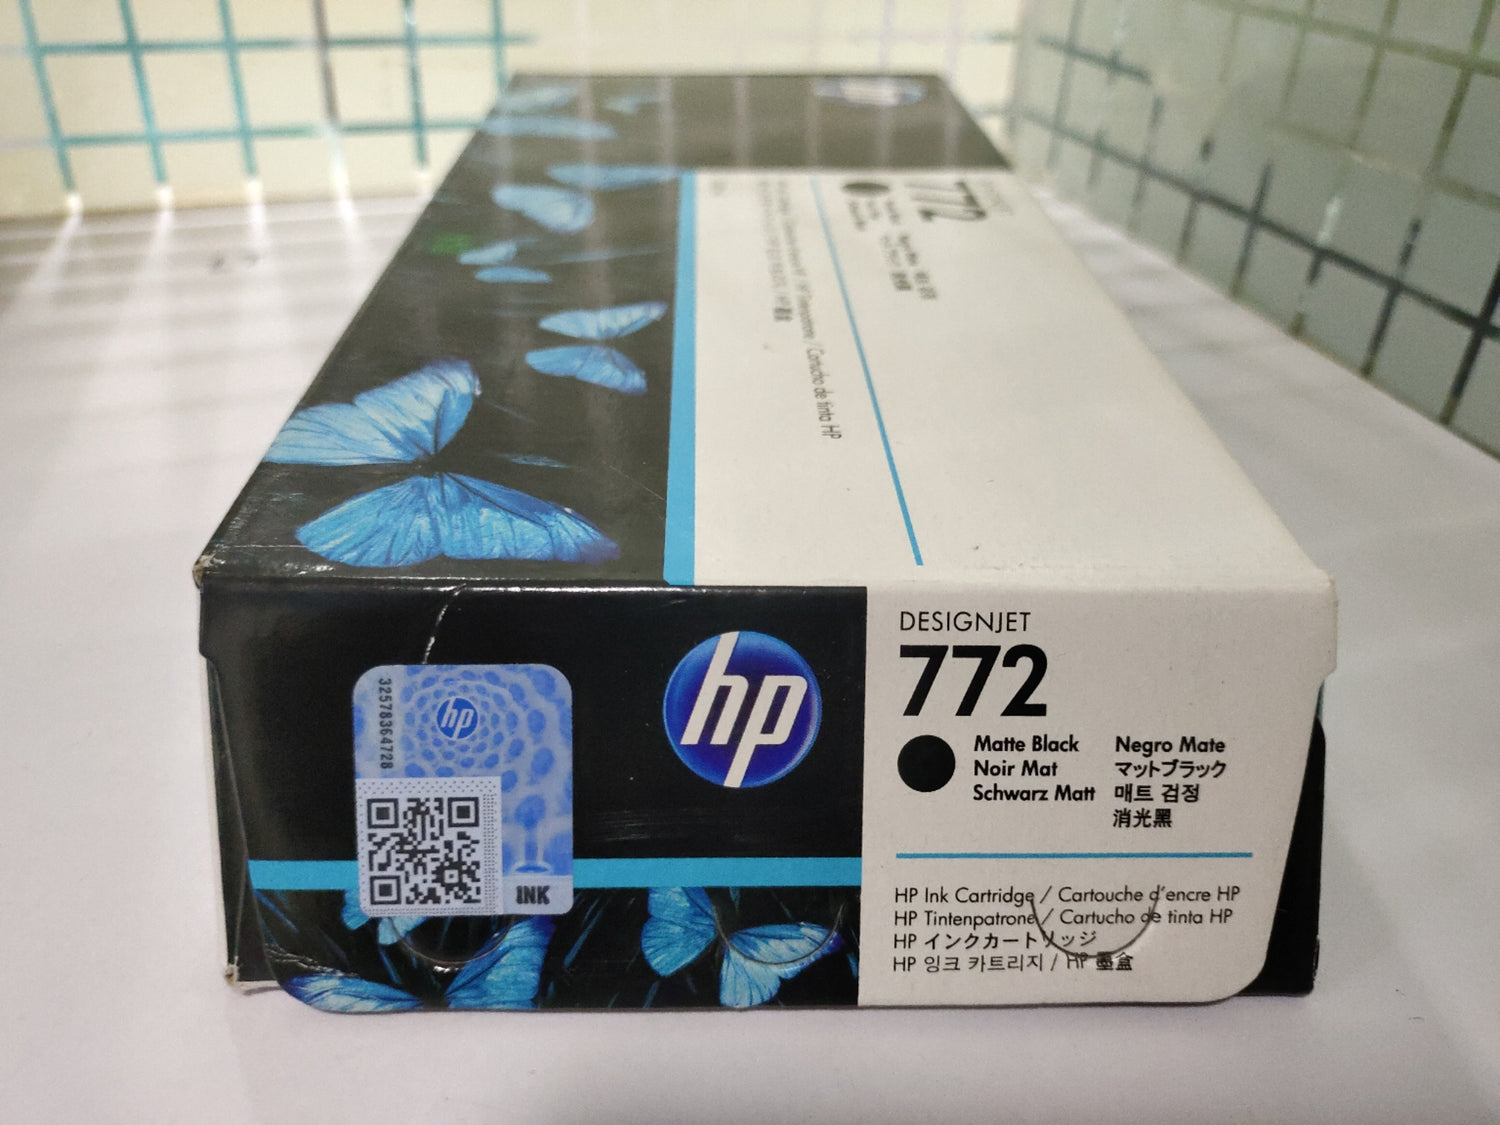 772
Cartucho de tinta HP
32578364728
hp
INK
hp
DESIGNJET
772
Matte Black
Noir Mat
Schwarz Matt
Negro Mate
マットブラック
매트 검정
消光黑
HP Ink Cartridge / Cartouche d'encre HP
HP Tintenpatrone / Cartucho de tinta HP
HP インクカートリッジ
HP 잉크 카트리지 / HP 墨盒